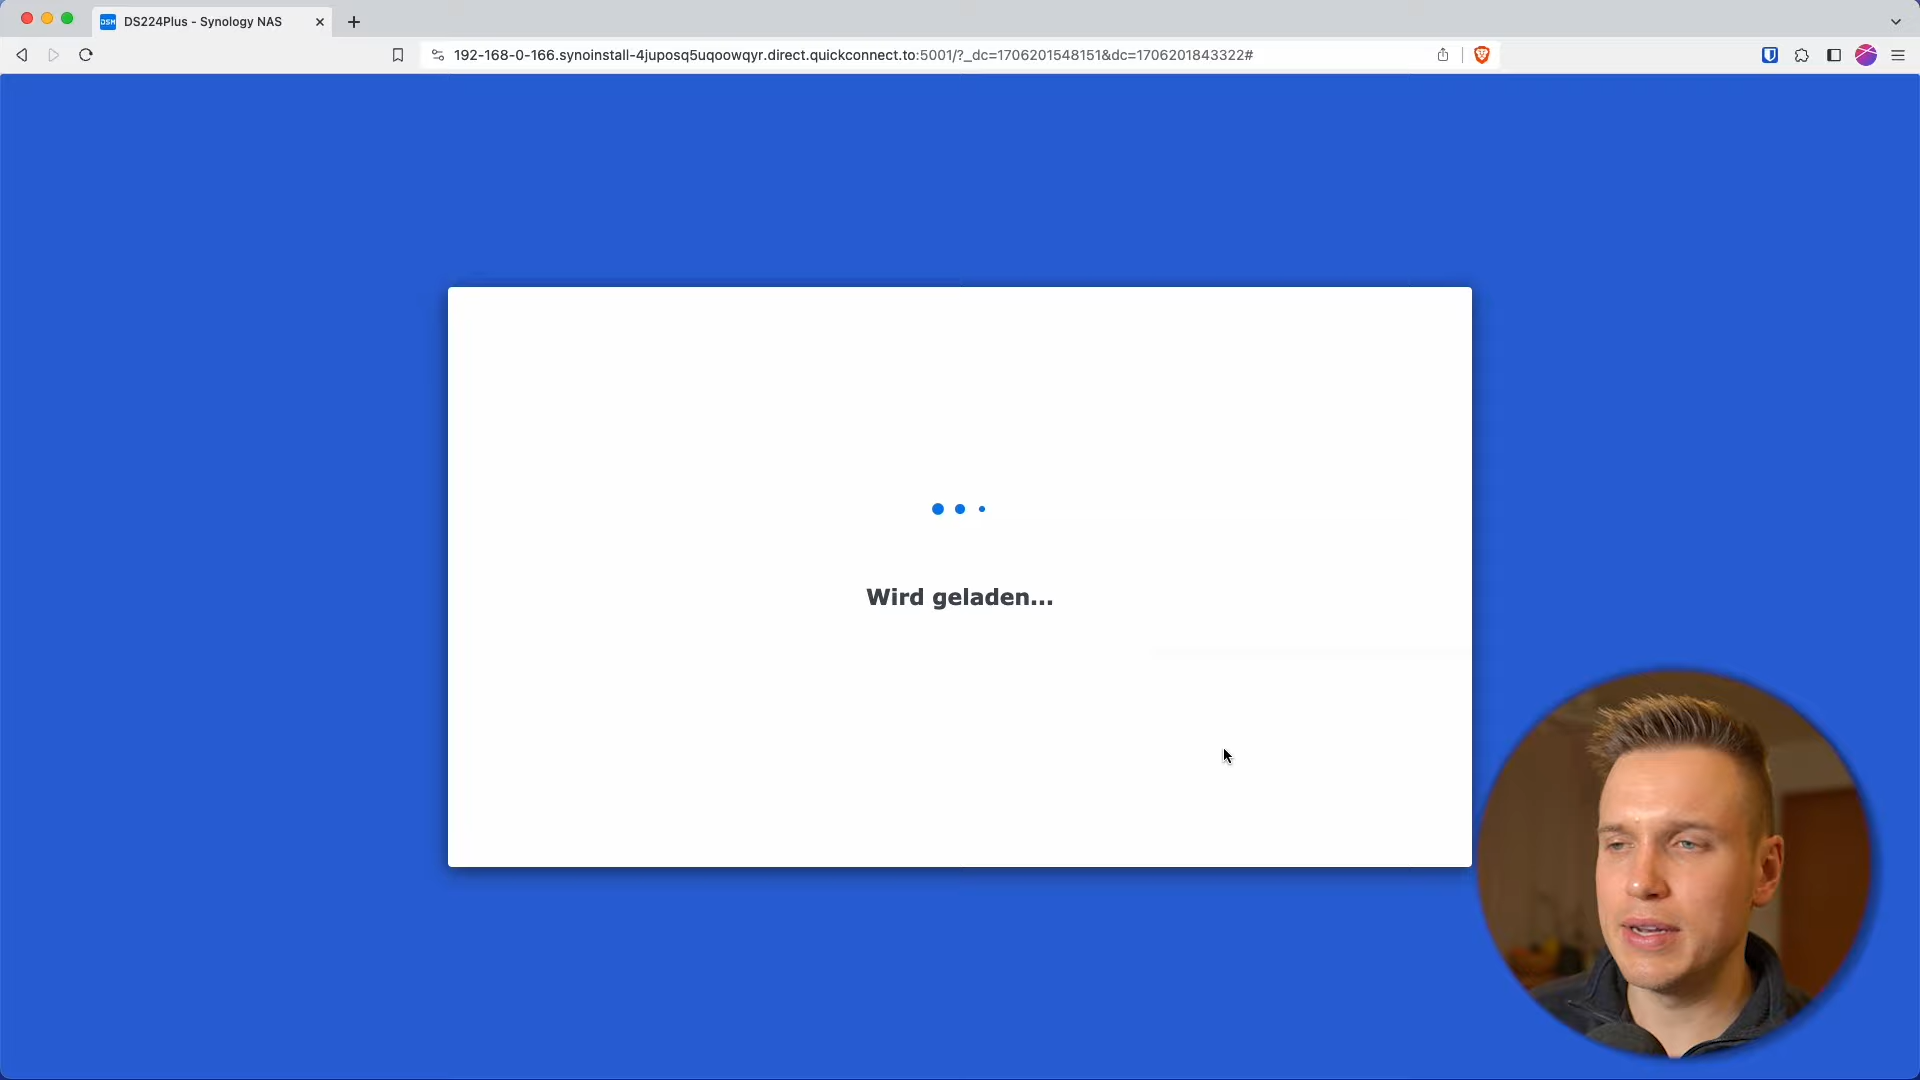 DSM
DS224Plus - Synology NAS
192-168-0-166.synoinstall-4juposq5uqoowqyr.direct.quickconnect.to:5001/?_dc=1706201548151&dc=1706201843322#
Wird geladen...